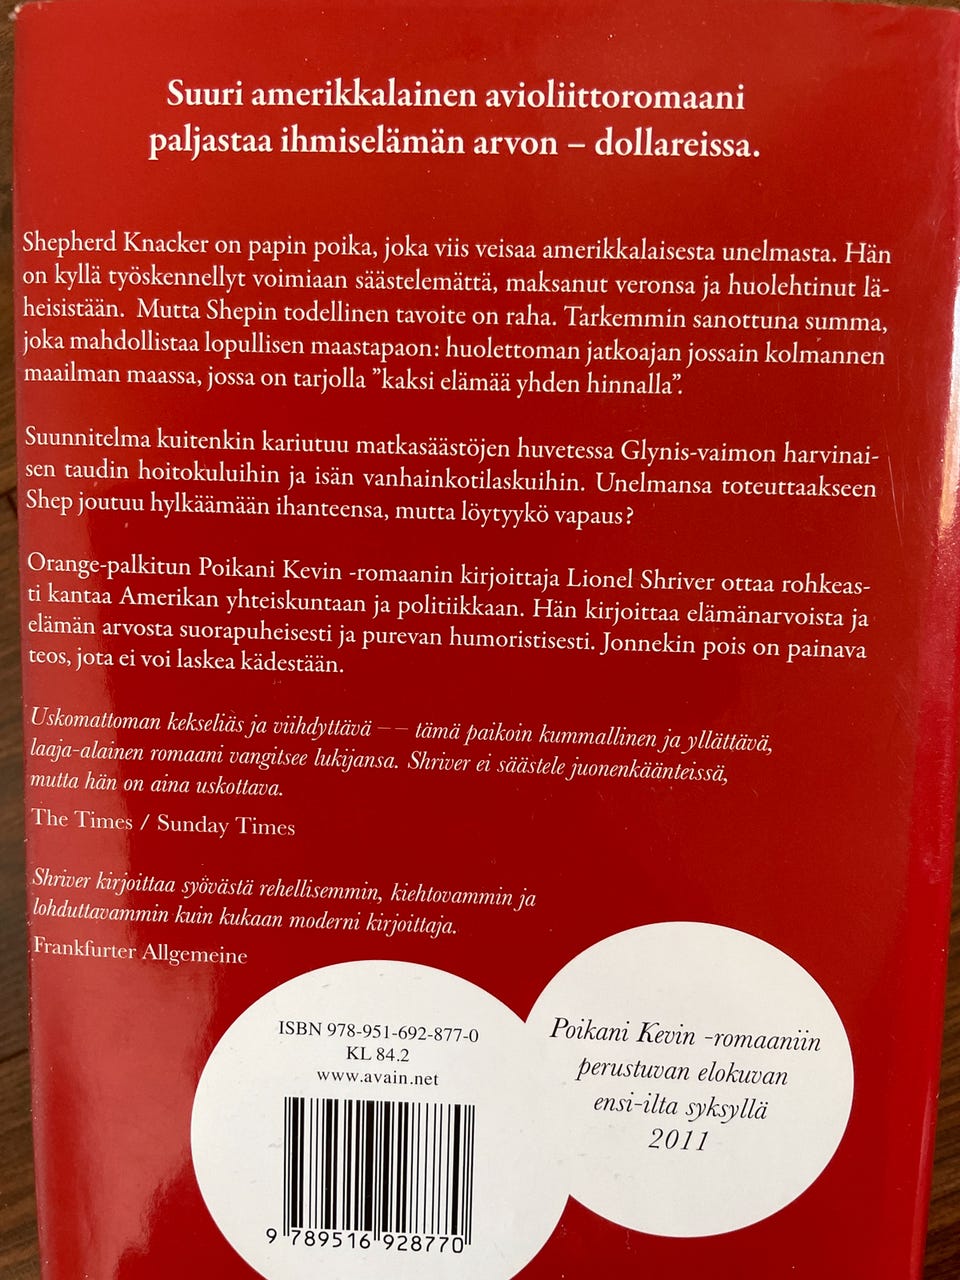 Suuri amerikkalainen avioliittoromaani
paljastaa ihmiselämän arvon – dollareissa.
Shepherd Knacker on papin poika, joka viis veisaa amerikkalaisesta unelmasta. Hän
on kyllä työskennellyt voimiaan säästelemättä, maksanut veronsa ja huolehtinut lä-
heisistään. Mutta Shepin todellinen tavoite on raha. Tarkemmin sanottuna summa,
joka mahdollistaa lopullisen maastapaon: huolettoman jatkoajan jossain kolmannen
maailman maassa, jossa on tarjolla ”kaksi elämää yhden hinnalla”.
Suunnitelma kuitenkin kariutuu matkasäästöjen huvetessa Glynis-vaimon harvinai-
sen taudin hoitokuluihin ja isän vanhainkotilaskuihin. Unelmansa toteuttaakseen
Shep joutuu hylkäämään ihanteensa, mutta löytyykö vapaus?
Orange-palkitun Poikani Kevin -romaanin kirjoittaja Lionel Shriver ottaa rohkeas-
ti kantaa Amerikan yhteiskuntaan ja politiikkaan. Hän kirjoittaa elämänarvoista ja
elämän arvosta suorapuheisesti ja purevan humoristisesti. Jonnekin pois on painava
teos, jota ei voi laskea kädestään.
Uskomattoman kekseliäs ja viihdyttävä – – tämä paikoin kummallinen ja yllättävä,
laaja-alainen romaani vangitsee lukijansa. Shriver ei säästele juonenkäänteissä,
mutta hän on aina uskottava.
The Times / Sunday Times
Shriver kirjoittaa syövästä rehellisemmin, kiehtovammin ja
lohduttavammin kuin kukaan moderni kirjoittaja.
Frankfurter Allgemeine
ISBN 978-951-692-877-0
KL 84.2
www.avain.net
9 789516 928770
Poikani Kevin -romaaniin
perustuvan elokuvan
ensi-ilta syksyllä
2011